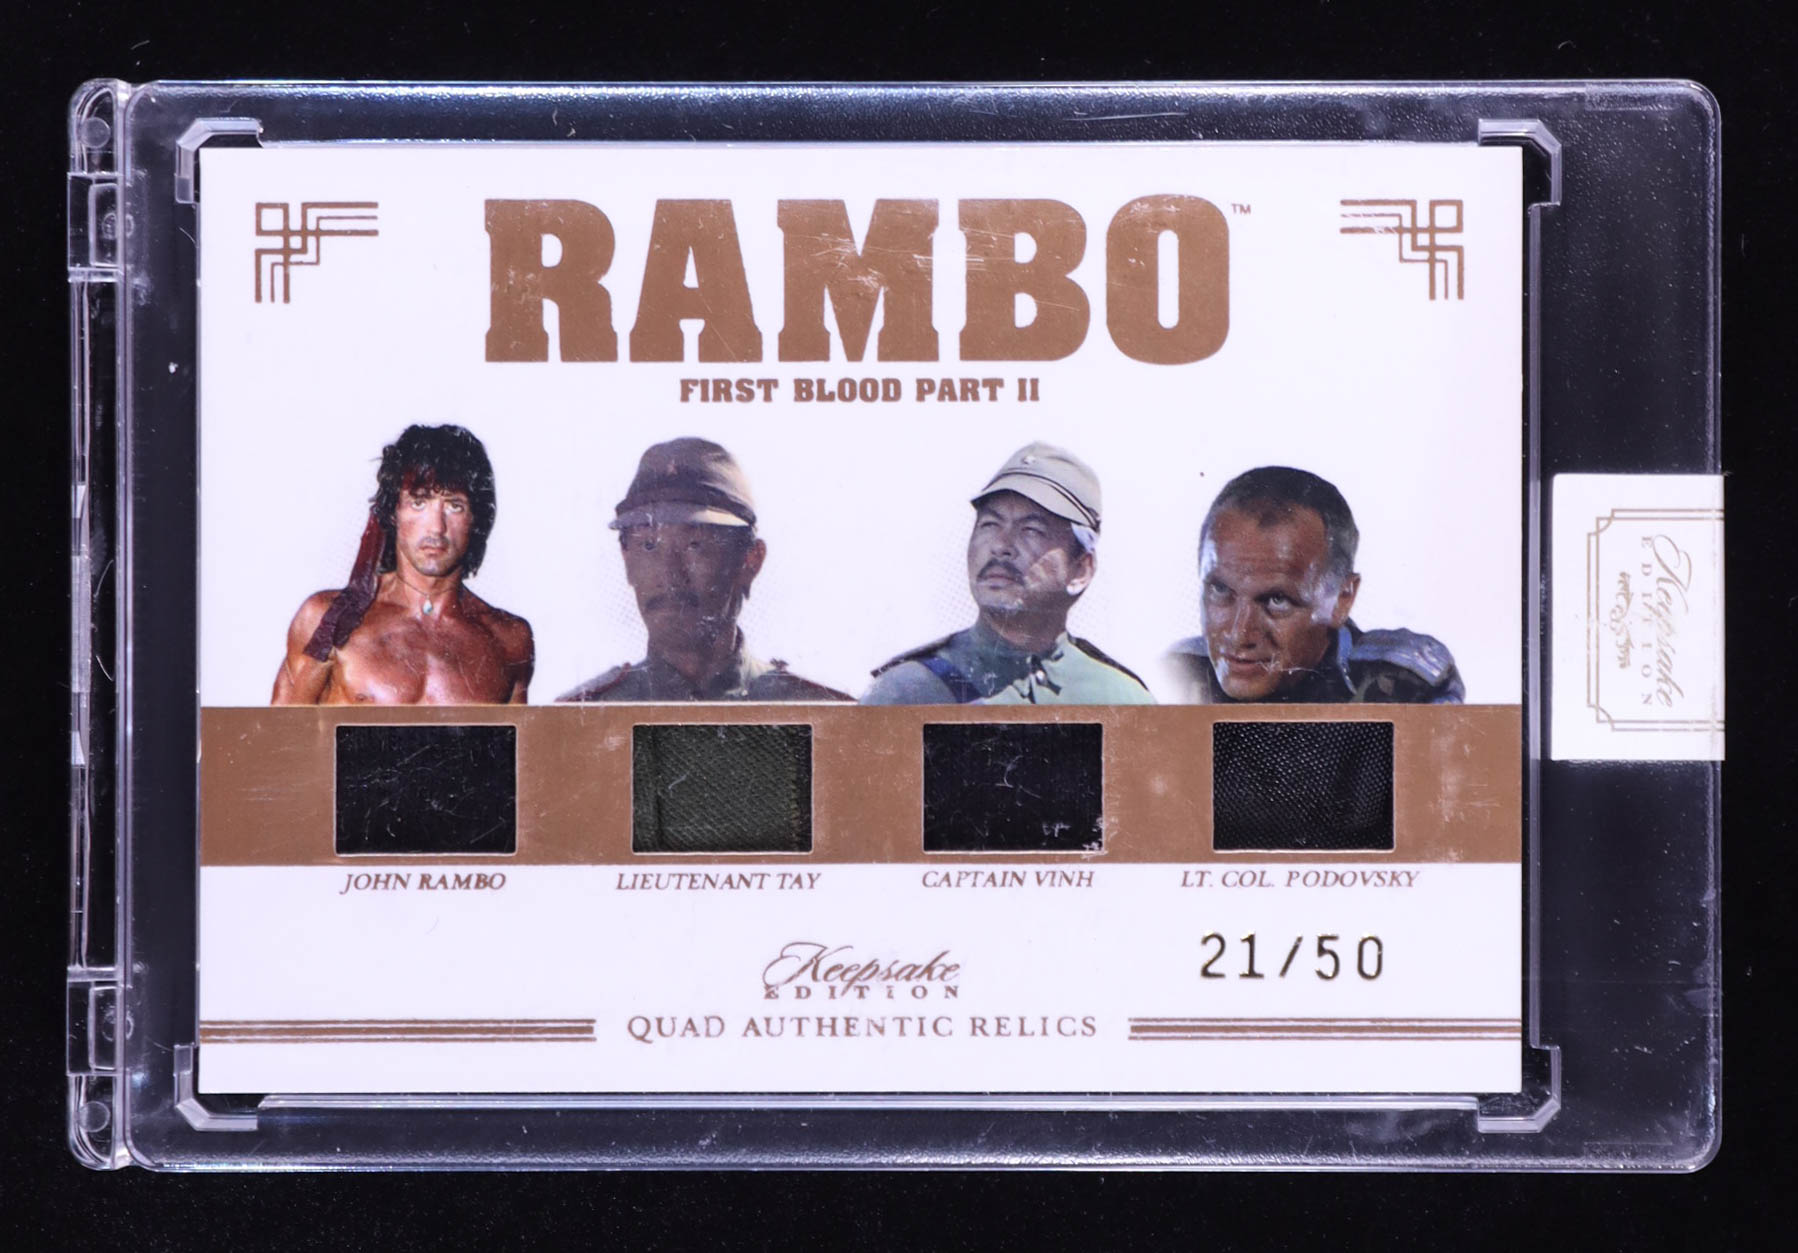 RAMBO™
FIRST BLOOD PART II
JOHN RAMBO
LIEUTENANT TAY
CAPTAIN VINH
LT. COL. PODOVSKY
21/50
Keepsake
EDITION
QUAD AUTHENTIC RELICS
Keepsake
EDITION